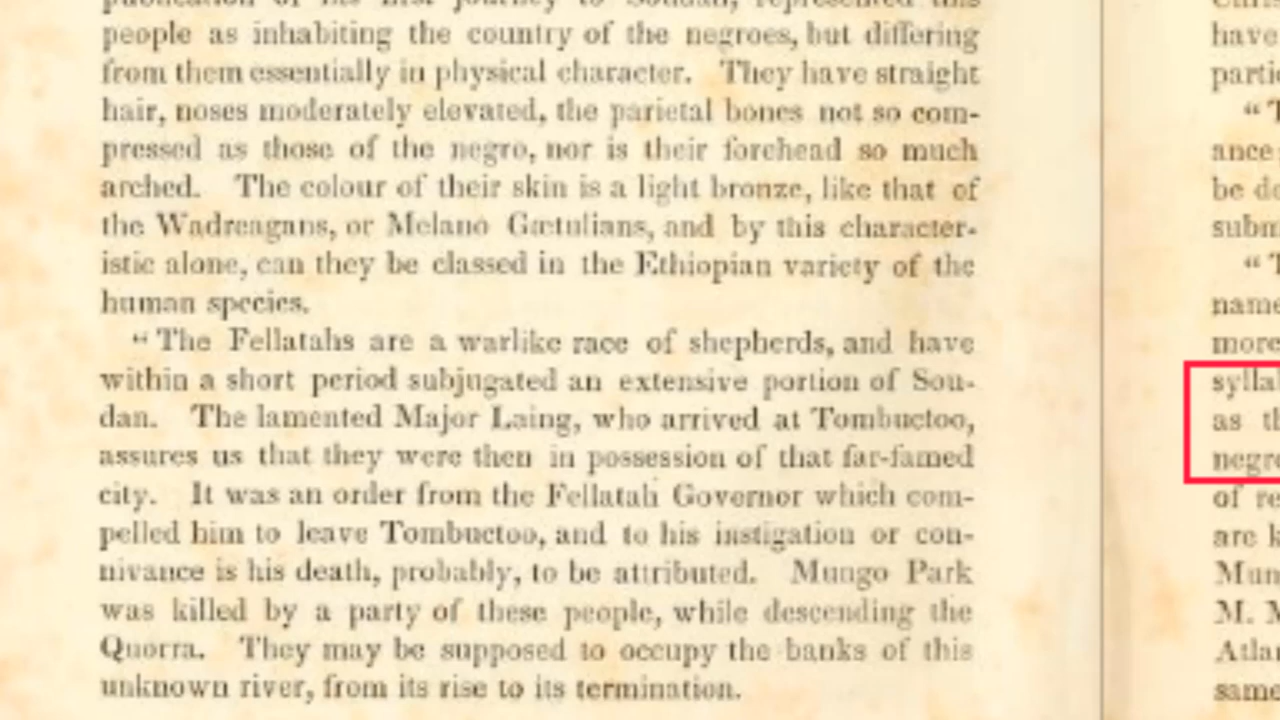 publication of his first journey to Soudan, represented this
people as inhabiting the country of the negroes, but differing
from them essentially in physical character. They have straight
hair, noses moderately elevated, the parietal bones not so com-
pressed as those of the negro, nor is their forehead so much
arched. The colour of their skin is a light bronze, like that of
the Wadreagans, or Melano Gætulians, and by this character-
istic alone, can they be classed in the Ethiopian variety of the
human species.
“The Fellatahs are a warlike race of shepherds, and have
within a short period subjugated an extensive portion of Sou-
dan. The lamented Major Laing, who arrived at Tombuctoo,
assures us that they were then in possession of that far-famed
city. It was an order from the Fellatah Governor which com-
pelled him to leave Tombuctoo, and to his instigation or con-
nivance is his death, probably, to be attributed. Mungo Park
was killed by a party of these people, while descending the
Quorra. They may be supposed to occupy the banks of this
unknown river, from its rise to its termination.
have
ance
be
of
are
M.
same